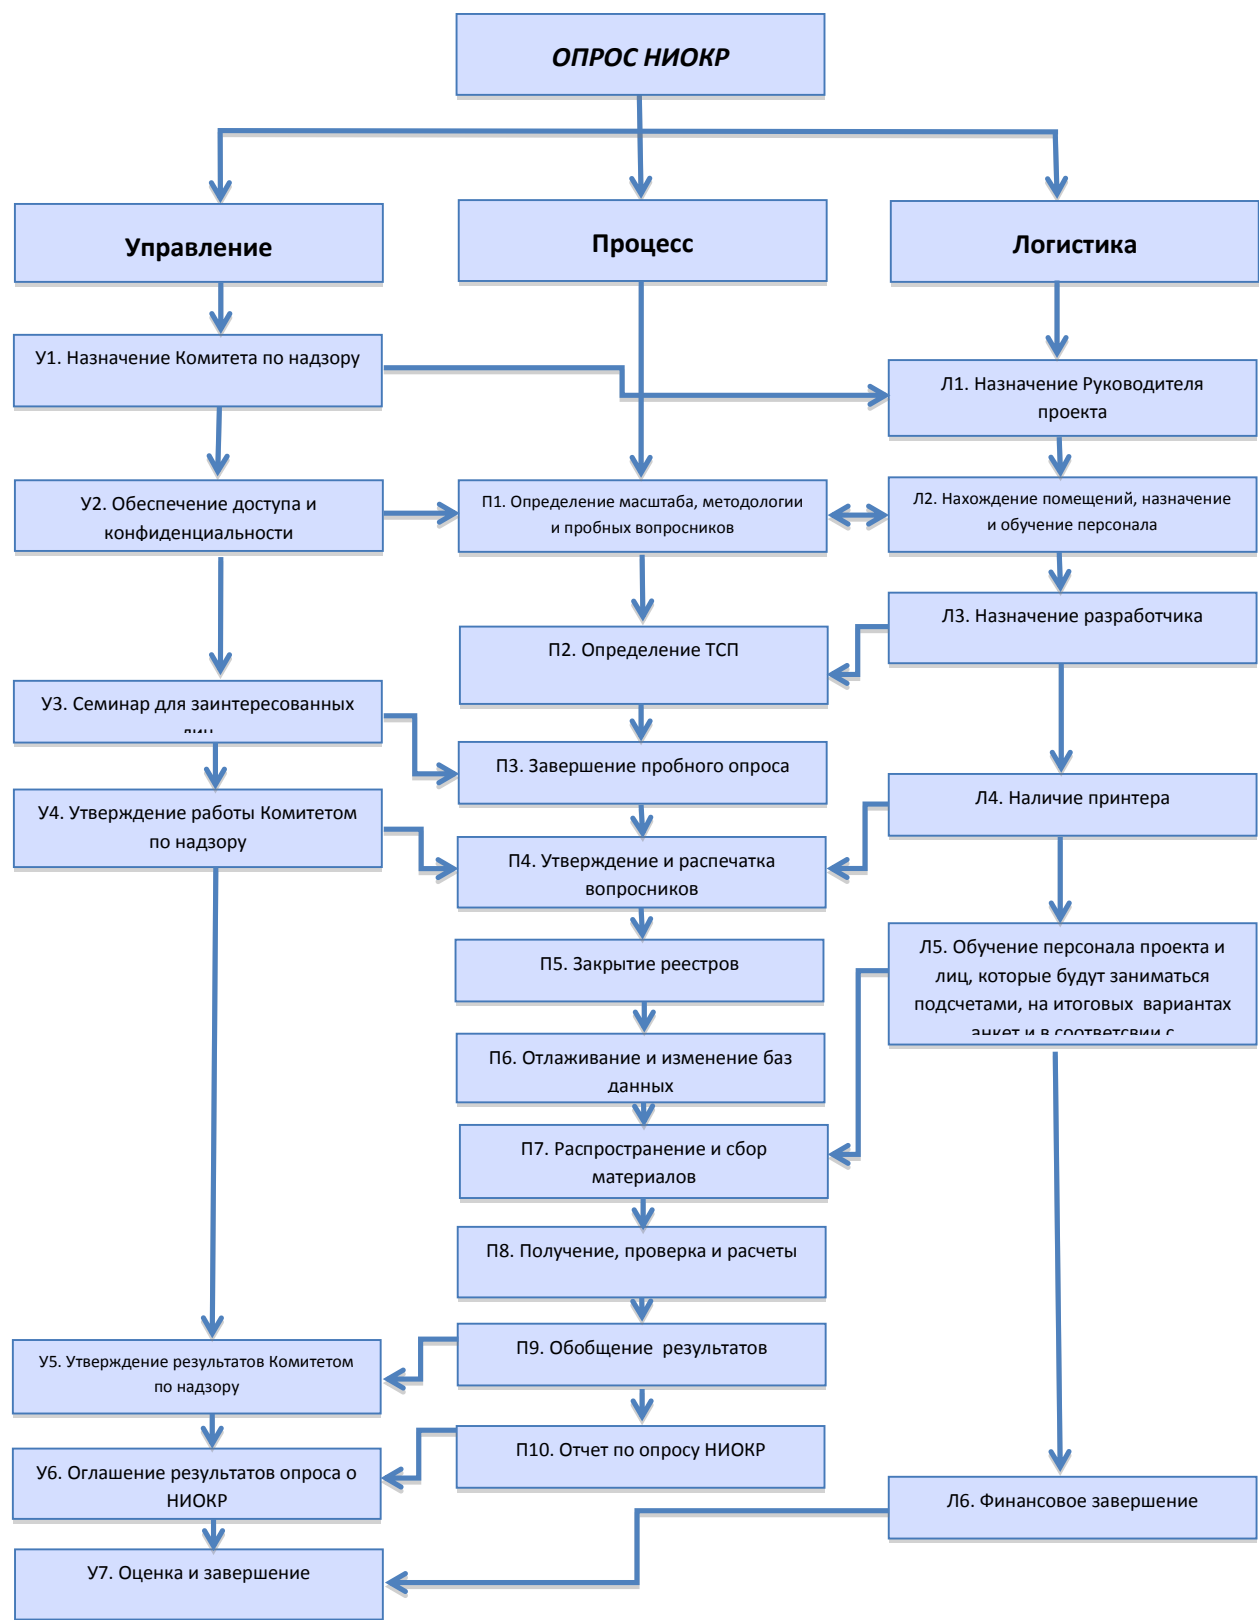 ОПРОС НИОКР
Управление
Процесс
Логистика
У1. Назначение Комитета по надзору
Л1. Назначение Руководителя
проекта
У2. Обеспечение доступа и
конфиденциальности
П1. Определение масштаба, методологии
и пробных вопросников
Л2. Нахождение помещений, назначение
и обучение персонала
Л3. Назначение разработчика
П2. Определение ТСП
У3. Семинар для заинтересованных
лиц
П3. Завершение пробного опроса
Л4. Наличие принтера
У4. Утверждение работы Комитетом
по надзору
П4. Утверждение и распечатка
вопросников
П5. Закрытие реестров
Л5. Обучение персонала проекта и
лиц, которые будут заниматься
подсчетами, на итоговых вариантах
анкет и в соответсвии с
П6. Отлаживание и изменение баз
данных
П7. Распространение и сбор
материалов
П8. Получение, проверка и расчеты
П9. Обобщение результатов
У5. Утверждение результатов Комитетом
по надзору
П10. Отчет по опросу НИОКР
У6. Оглашение результатов опроса о
НИОКР
Л6. Финансовое завершение
У7. Оценка и завершение